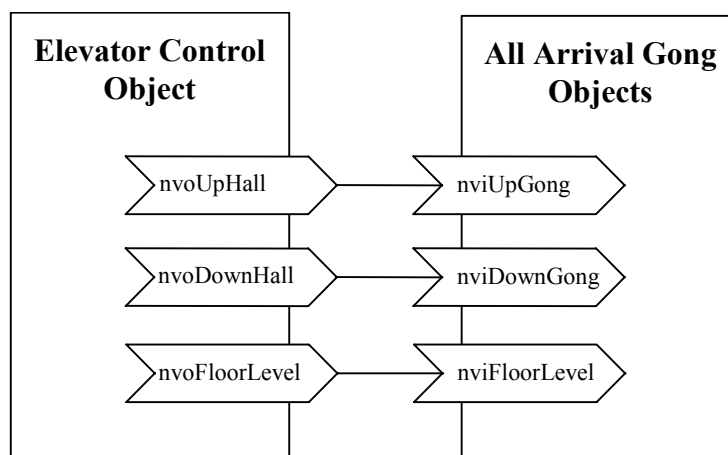 Elevator Control
Object
All Arrival Gong
Objects
nvoUpHall
nviUpGong
nvoDownHall
nviDownGong
nvoFloorLevel
nviFloorLevel